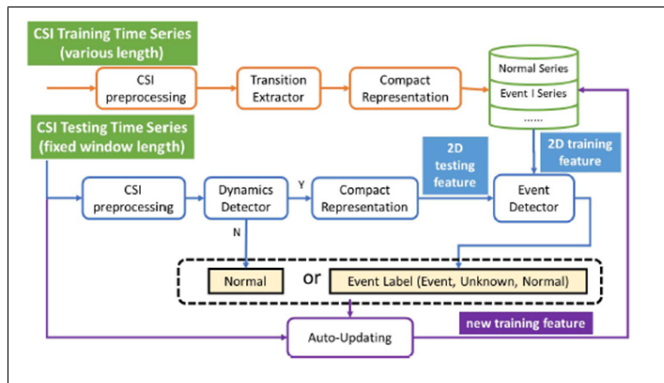 CSI Training Time Series
(various length)
CSI
preprocessing
Transition
Extractor
Compact
Representation
Normal Series
Event I Series
......
CSI Testing Time Series
(fixed window length)
2D
testing
feature
2D training
feature
CSI
preprocessing
Dynamics
Detector
Y
Compact
Representation
Event
Detector
N
Normal
or
Event Label (Event, Unknown, Normal)
Auto-Updating
new training feature